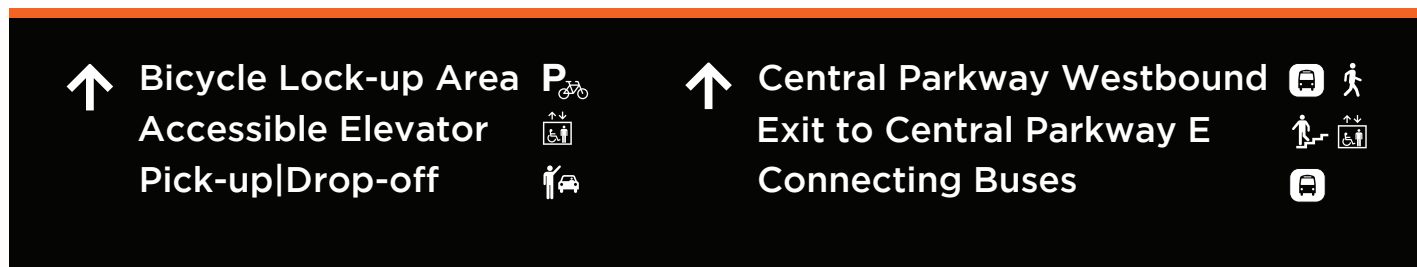 Bicycle Lock-up Area P
Accessible Elevator
Pick-up|Drop-off
Central Parkway Westbound
Exit to Central Parkway E
Connecting Buses